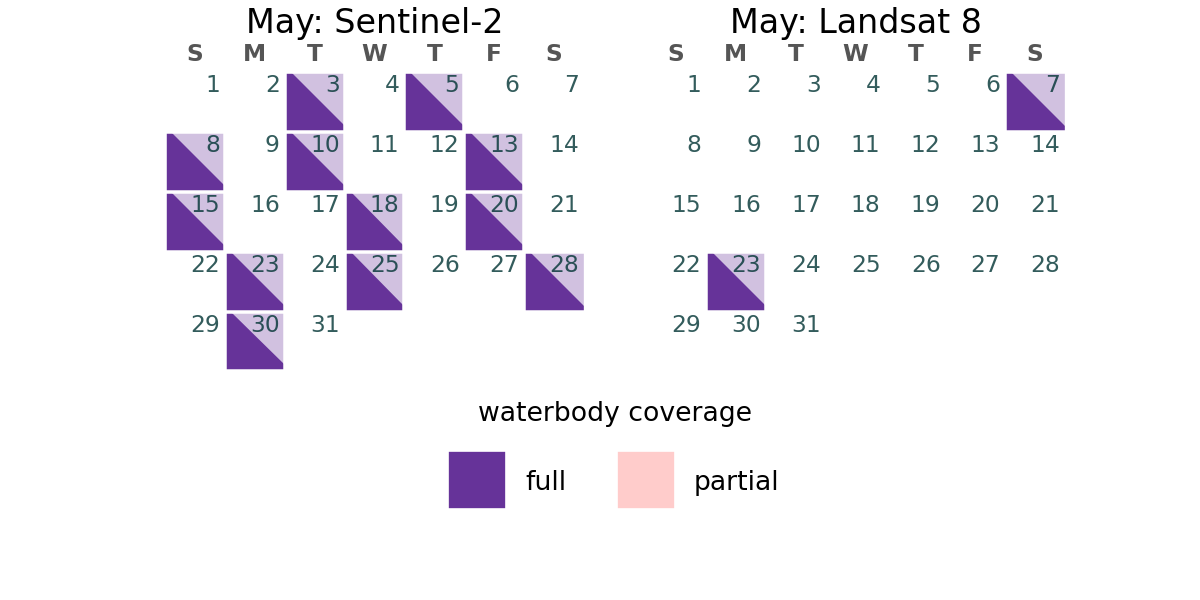 May: Sentinel-2
S M T W T F S
1 2 3 4 5 6 7
8 9 10 11 12 13 14
15 16 17 18 19 20 21
22 23 24 25 26 27 28
29 30 31
May: Landsat 8
S M T W T F S
1 2 3 4 5 6 7
8 9 10 11 12 13 14
15 16 17 18 19 20 21
22 23 24 25 26 27 28
29 30 31
waterbody coverage
full
partial